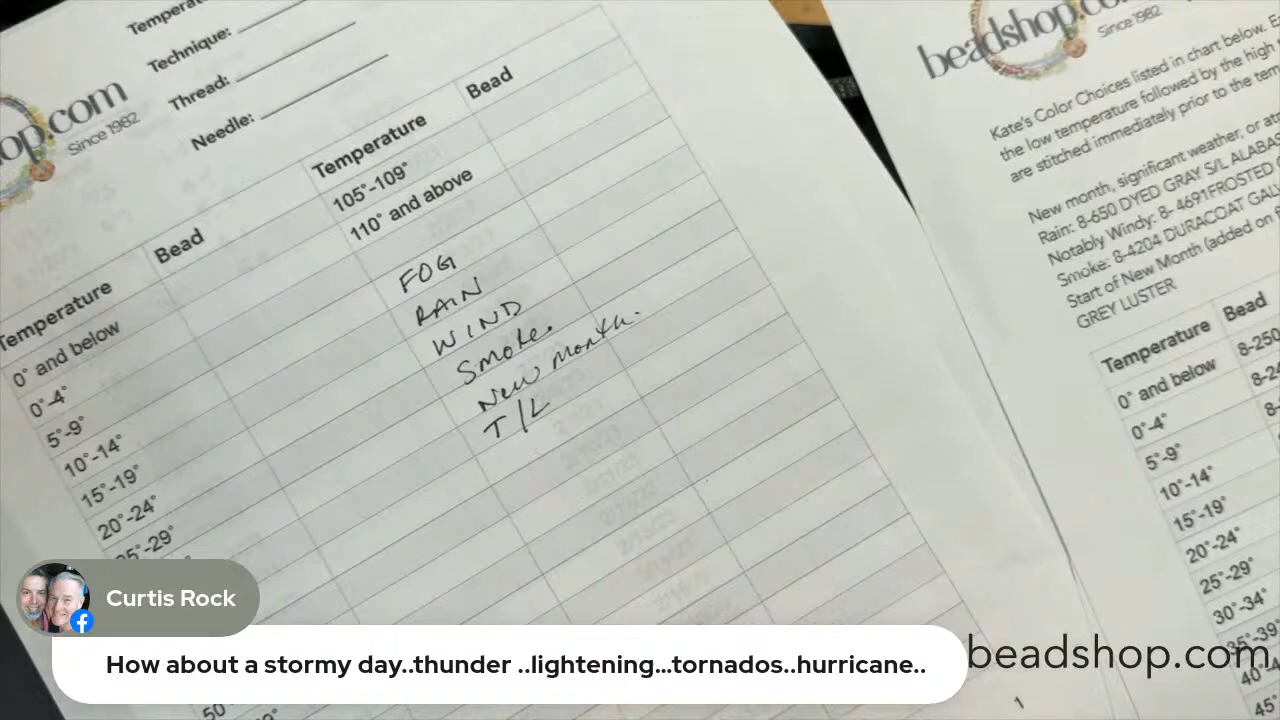 Technique:
Thread:
Needle:
beadshop.com
Since 1982
Temperature
Bead
Temperature
Bead
105°-109°
110° and above
0° and below
0°-4°
5°-9°
10°-14°
15°-19°
20°-24°
25°-29°
FOG
RAIN
WIND
Smoke.
New Month.
T/L
1
Since 1982
Kate's Color Choices listed in chart below.
the low temperature followed by the high
are stitched immediately prior to the
New month, significant weather, or
Rain: 8-650 DYED GRAY S/L
Notably Windy: 8- 4691FROSTED
Smoke: 8-4204 DURACOAT
Start of New Month (added on
GREY LUSTER
Temperature
Bead
0° and below
0°-4°
5°-9°
10°-14°
15°-19°
20°-24°
25°-29°
30°-34°
35°-39°
45°
Curtis Rock
How about a stormy day..thunder ..lightening...tornados..hurricane..
beadshop.com